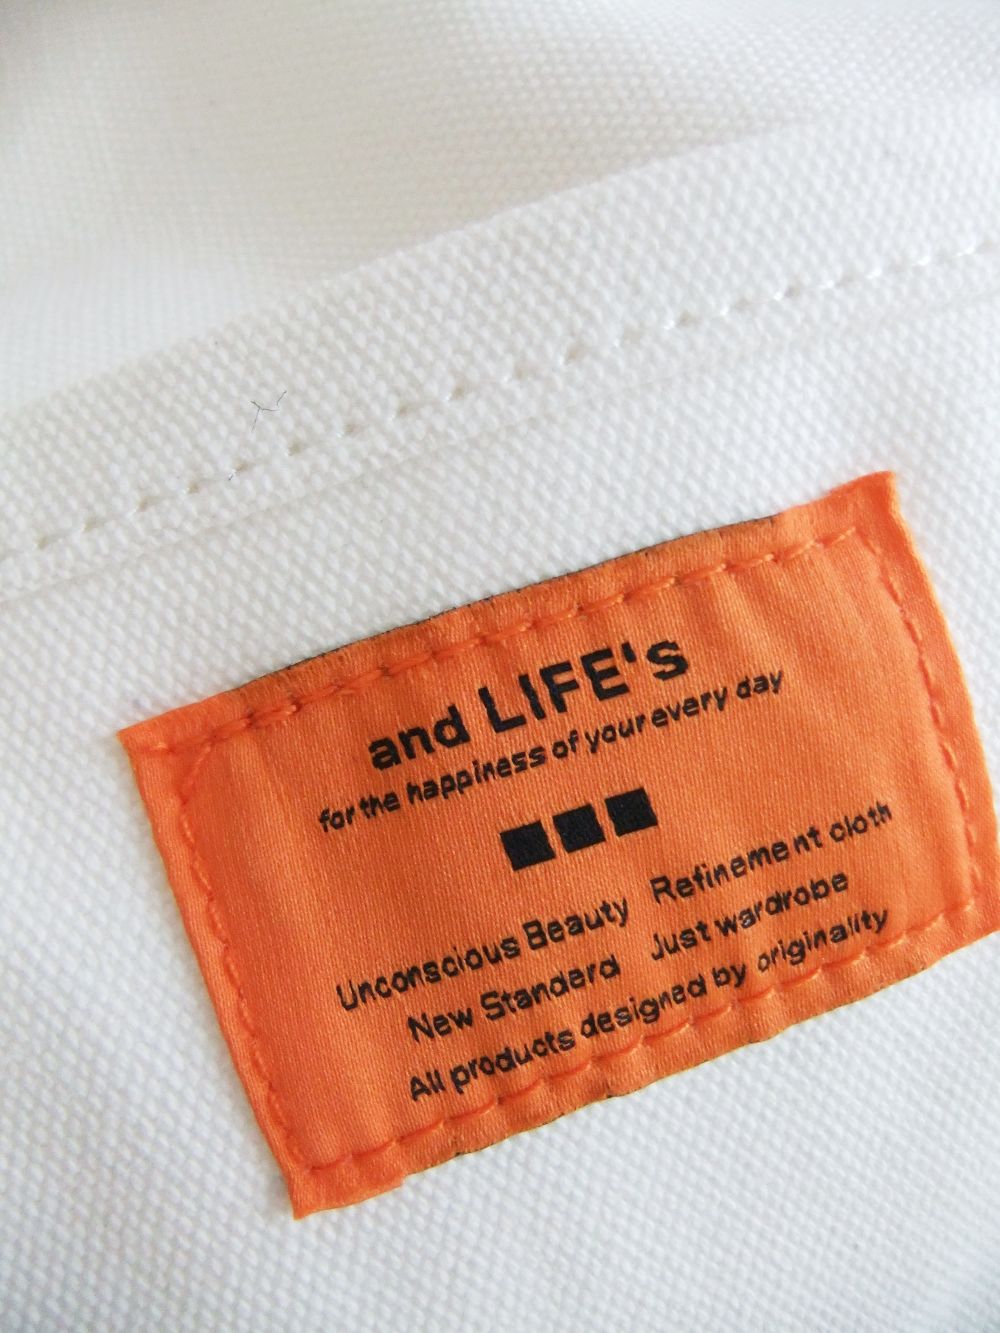 and LIFE's
for the happiness of your every day
Unconscious Beauty Refinement cloth
New Standerd Just wardrobe
All products designed by originality